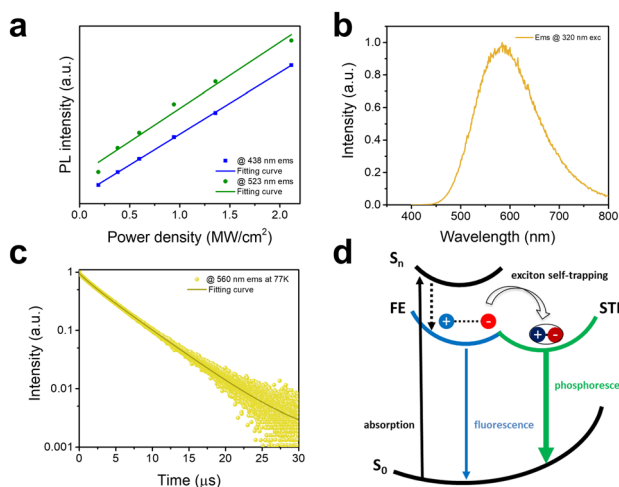 a
PL intensity (a.u.)
@ 438 nm ems
Fitting curve
@ 523 nm ems
Fitting curve
0.0 0.5 1.0 1.5 2.0
Power density (MW/cm²)
b
Intensity (a.u.)
Ems @ 320 nm exc
1.0
0.8
0.6
0.4
0.2
0.0
300 400 500 600 700 800
Wavelength (nm)
c
Intensity (a.u.)
@ 560 nm ems at 77K
Fitting curve
1
0.1
0.01
0.001
0 5 10 15 20 25 30
Time (μs)
d
Sn
exciton self-trapping
FE
STE
+
-
+ -
absorption
fluorescence
phosphoresce
S0